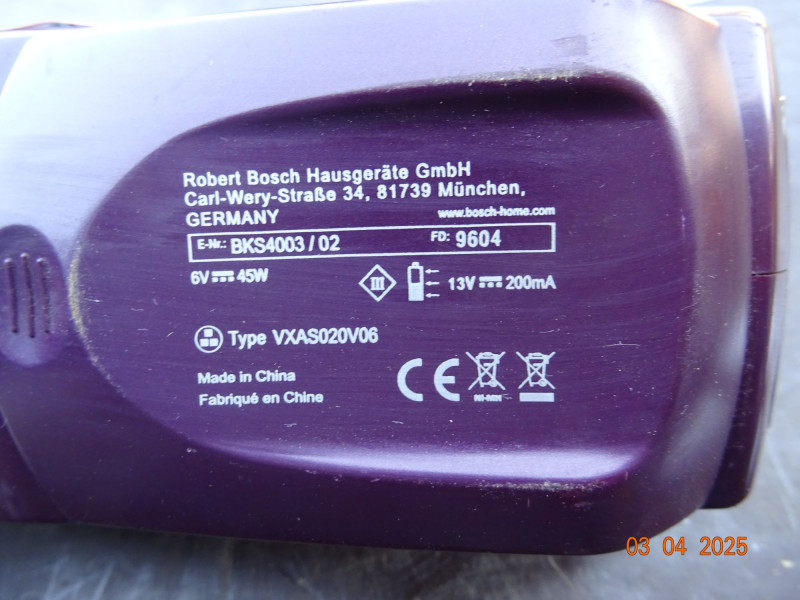 Robert Bosch Hausgeräte GmbH
Carl-Wery-Straße 34, 81739 München,
GERMANY www.bosch-home.com
E-Nr.: BKS4003 / 02 FD: 9604
6V 45W III 13V 200mA
Type VXAS020V06
Made in China
Fabriqué en Chine
CE
Ni-MH
03 04 2025